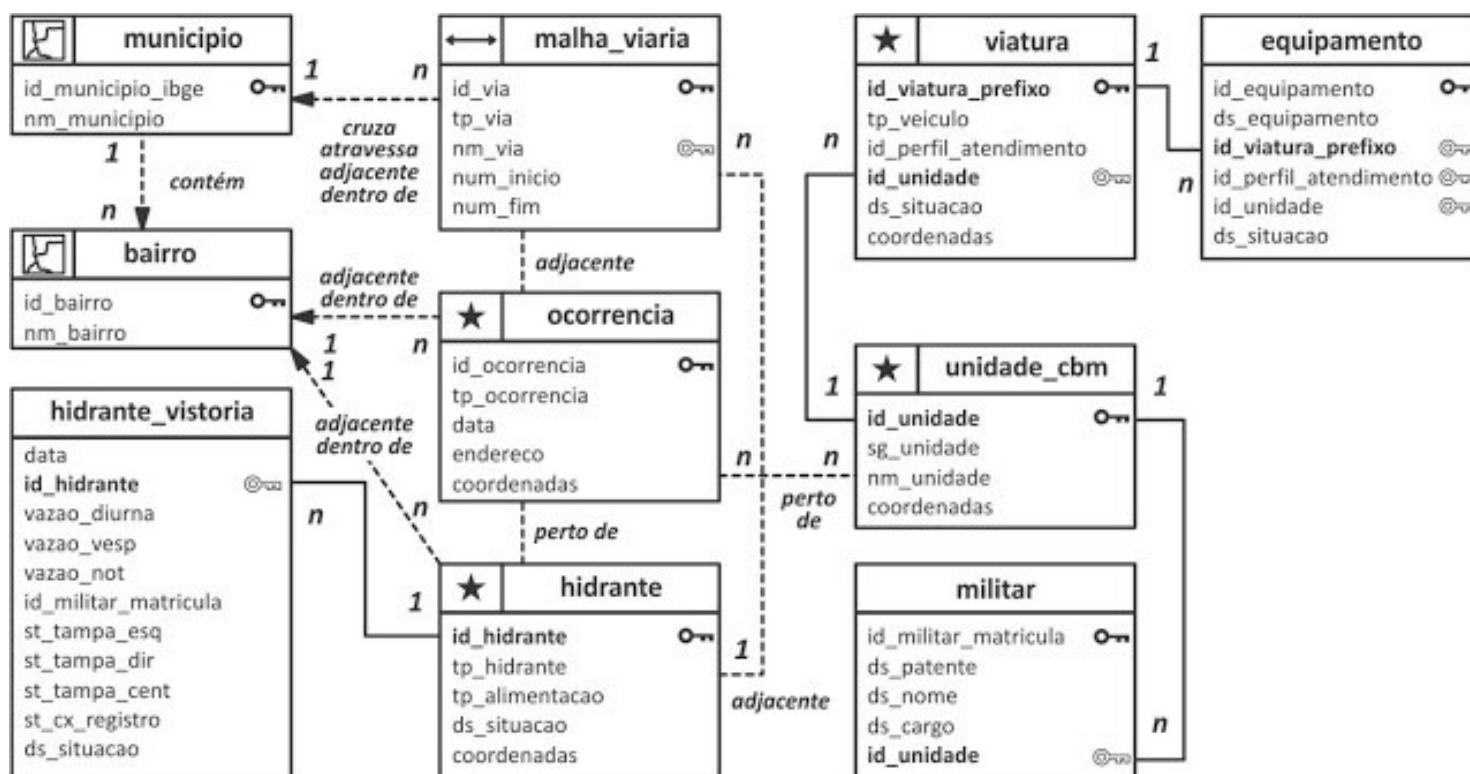 municipio
id_municipio_ibge
nm_municipio
1
n
cruza
atravessa
adjacente
dentro de
1
contém
n
malha_viaria
id_via
tp_via
nm_via
num_inicio
num_fim
n
adjacente
viatura
id_viatura_prefixo
tp_veiculo
id_perfil_atendimento
id_unidade
ds_situacao
coordenadas
n
1
n
equipamento
id_equipamento
ds_equipamento
id_viatura_prefixo
id_perfil_atendimento
id_unidade
ds_situacao
bairro
id_bairro
nm_bairro
adjacente
dentro de
1
n
1
adjacente
dentro de
n
ocorrencia
id_ocorrencia
tp_ocorrencia
data
endereco
coordenadas
n
n
perto
de
perto de
unidade_cbm
id_unidade
sg_unidade
nm_unidade
coordenadas
1
1
hidrante_vistoria
data
id_hidrante
vazao_diurna
vazao_vesp
vazao_not
id_militar_matricula
st_tampa_esq
st_tampa_dir
st_tampa_cent
st_cx_registro
ds_situacao
n
1
hidrante
id_hidrante
tp_hidrante
tp_alimentacao
ds_situacao
coordenadas
1
adjacente
militar
id_militar_matricula
ds_patente
ds_nome
ds_cargo
id_unidade
n